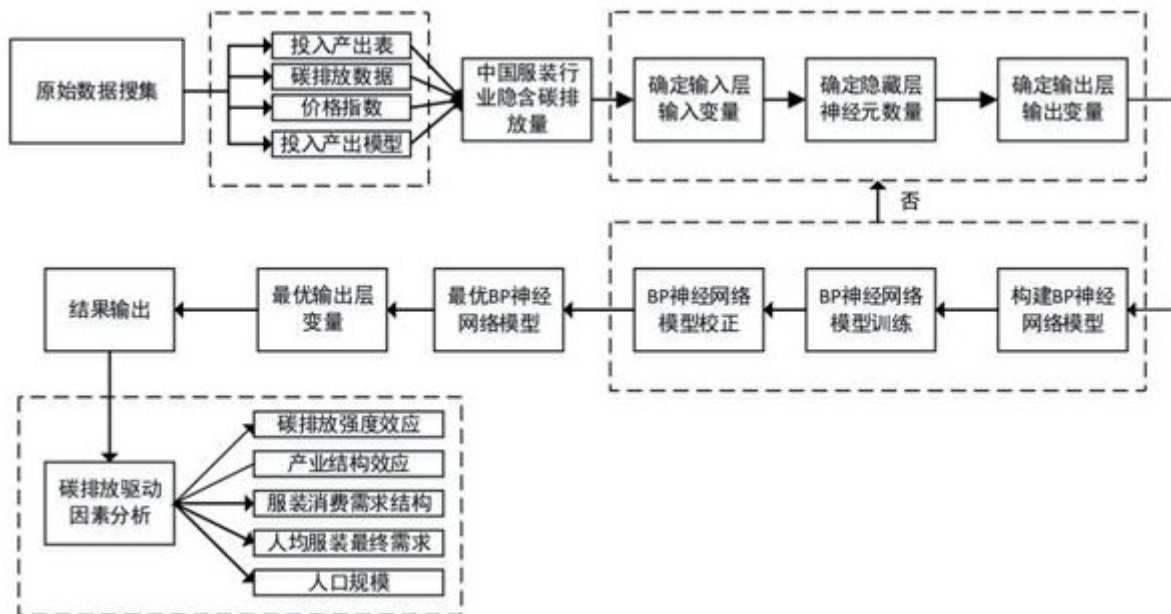 原始数据搜集
投入产出表
碳排放数据
价格指数
投入产出模型
中国服装行
业隐含碳排
放量
确定输入层
输入变量
确定隐藏层
神经元数量
确定输出层
输出变量
否
结果输出
最优输出层
变量
最优BP神经
网络模型
BP神经网络
模型校正
BP神经网络
模型训练
构建BP神经
网络模型
碳排放驱动
因素分析
碳排放强度效应
产业结构效应
服装消费需求结构
人均服装最终需求
人口规模